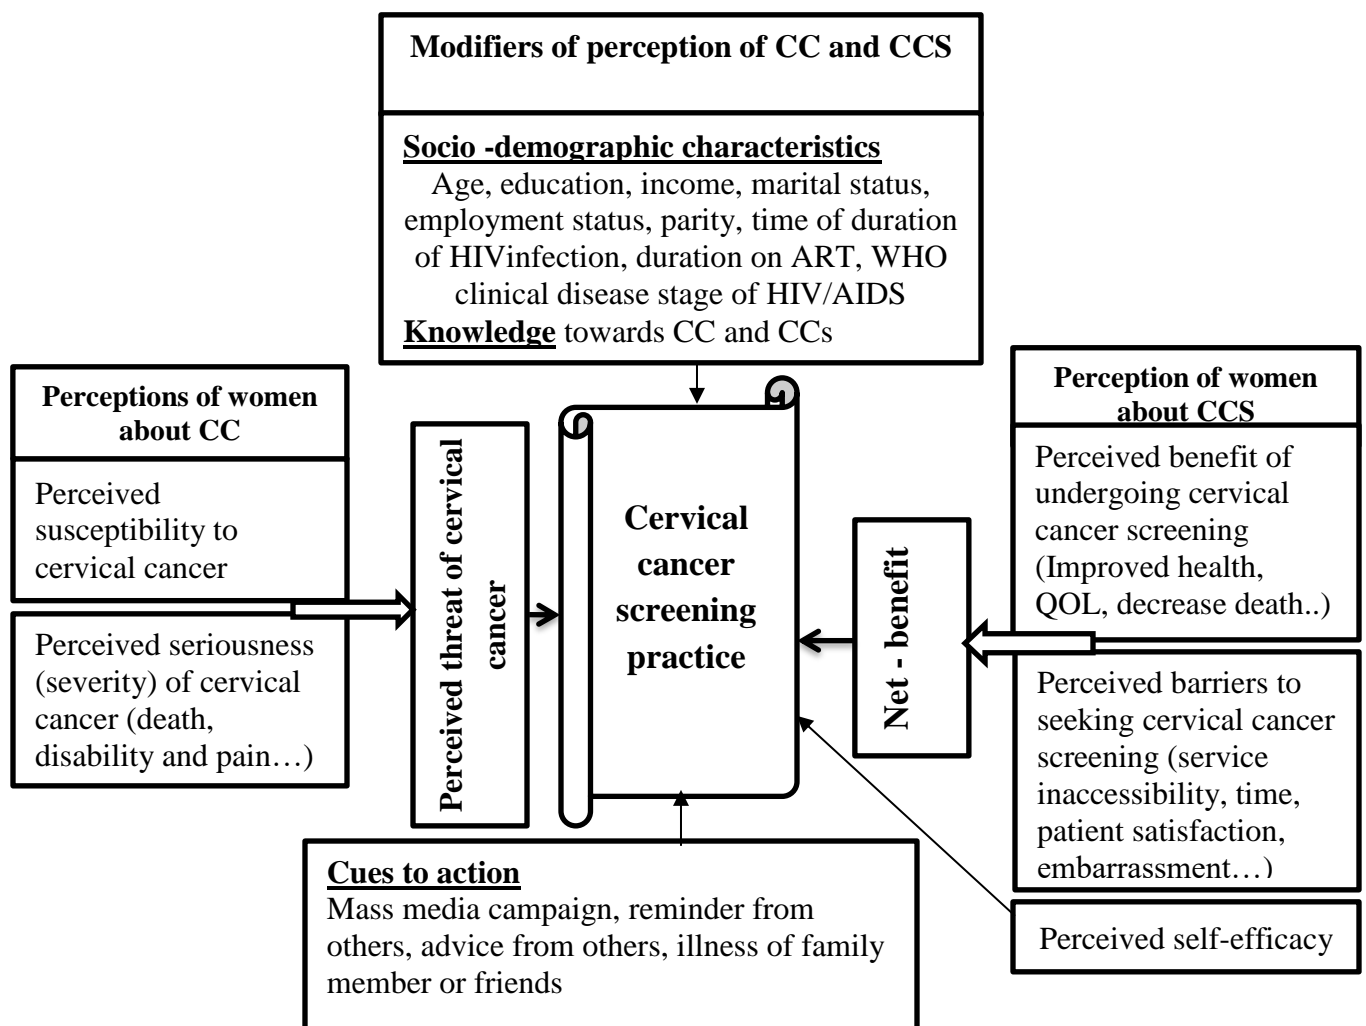 Modifiers of perception of CC and CCS
Socio -demographic characteristics
Age, education, income, marital status,
employment status, parity, time of duration
of HIVinfection, duration on ART, WHO
clinical disease stage of HIV/AIDS
Knowledge towards CC and CCs
Perceptions of women
about CC
Perceived
susceptibility to
cervical cancer
Perceived seriousness
(severity) of cervical
cancer (death,
disability and pain…)
Perceived threat of cervical
cancer
Cervical
cancer
screening
practice
Net - benefit
Perception of women
about CCS
Perceived benefit of
undergoing cervical
cancer screening
(Improved health,
QOL, decrease death..)
Perceived barriers to
seeking cervical cancer
screening (service
inaccessibility, time,
patient satisfaction,
embarrassment…)
Perceived self-efficacy
Cues to action
Mass media campaign, reminder from
others, advice from others, illness of family
member or friends